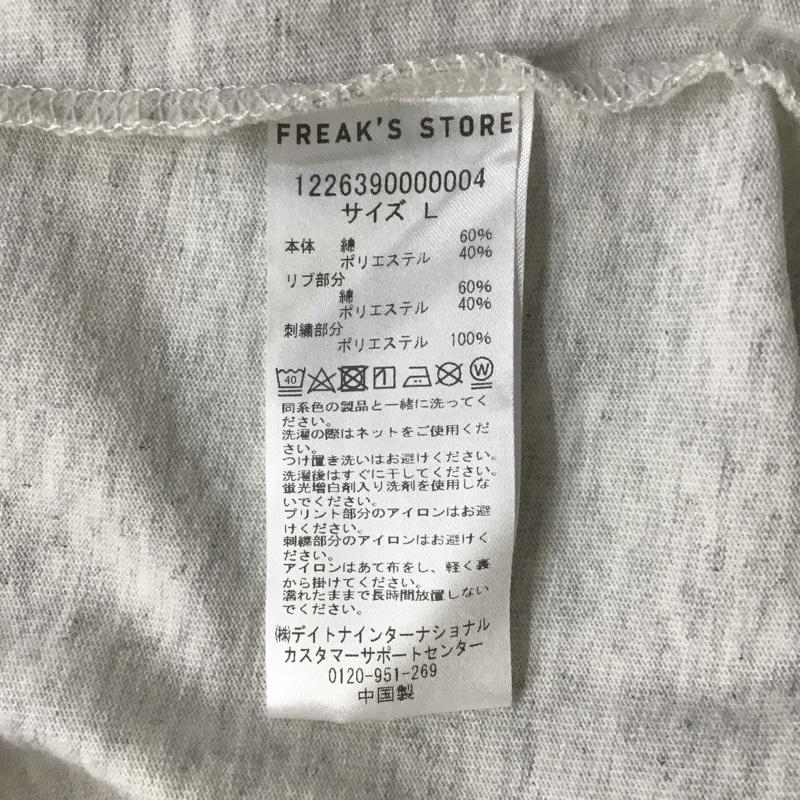 FREAK'S STORE
1226390000004
サイズ L
本体 綿 60%
ポリエステル 40%
リブ部分
綿 60%
ポリエステル 40%
刺繍部分
ポリエステル 100%
40 W
同系色の製品と一緒に洗ってく
ださい。
洗濯の際はネットをご使用くだ
さい。
つけ置き洗いはお避けください。
洗濯後はすぐに干してください。
蛍光増白剤入り洗剤を使用しな
いでください。
プリント部分のアイロンはお避
けください。
刺繍部分のアイロンはお避けく
ださい。
アイロンはあて布をし、軽く裏
から掛けてください。
濡れたままで長時間放置しない
でください。
㈱デイトナインターナショナル
カスタマーサポートセンター
0120-951-269
中国製